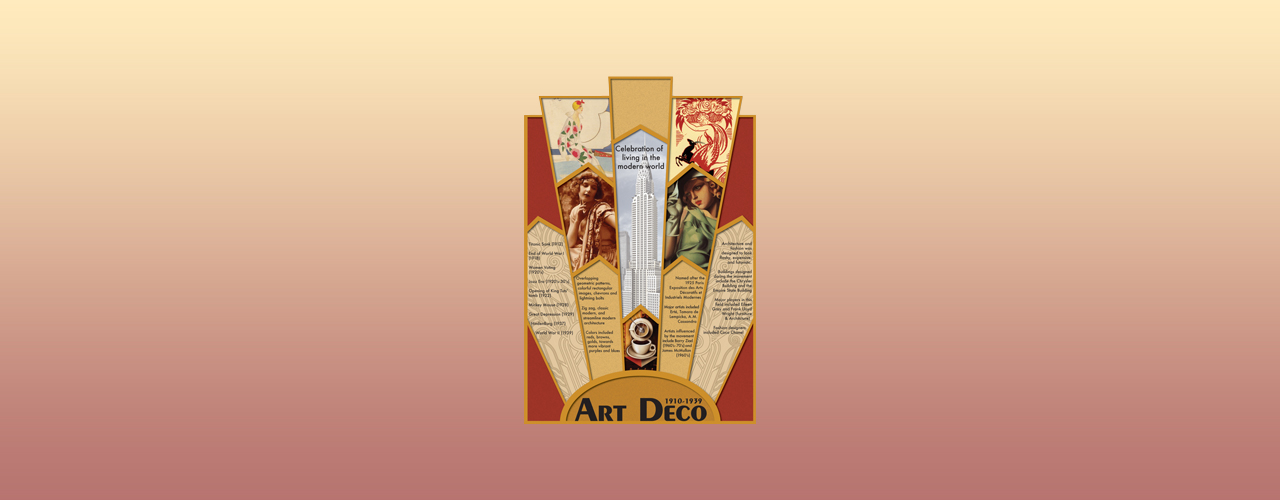 Celebration of
living in the
modern world
Titanic Sunk (1912)
End of World War I
(1918)
Women Voting
(1920's)
Jazz Era (1920's-30's)
Opening of King Tuts'
tomb (1922)
Mickey Mouse (1928)
Great Depression (1929)
Hindenburg (1937)
World War II (1939)
Overlapping
geometric patterns,
colorful rectangular
images, chevrons and
lightning bolts
Zig zag, classic
modern, and
streamline modern
architecture
Colors included
reds, browns,
golds, towards
more vibrant
purples and blues
Named after the
1925 Paris
Exposition des Arts
Décoratifs et
Industriels Modernes
Major artists included
Erté, Tamara de
Lempicka, A.M.
Cassandre
Artists influenced
by the movement
include Barry Zaid
(1960's-70's) and
James McMullan
(1960's)
Architecture and
fashion was
designed to look
flashy, expensive,
and futuristic.
Buildings designed
during the movement
include the Chrysler
Building and the
Empire State Building
Major players in this
field included Eileen
Gray and Frank Lloyd
Wright (Furniture
& Architecture)
Fashion designers
included Coco Chanel
1910-1939
ART DECO